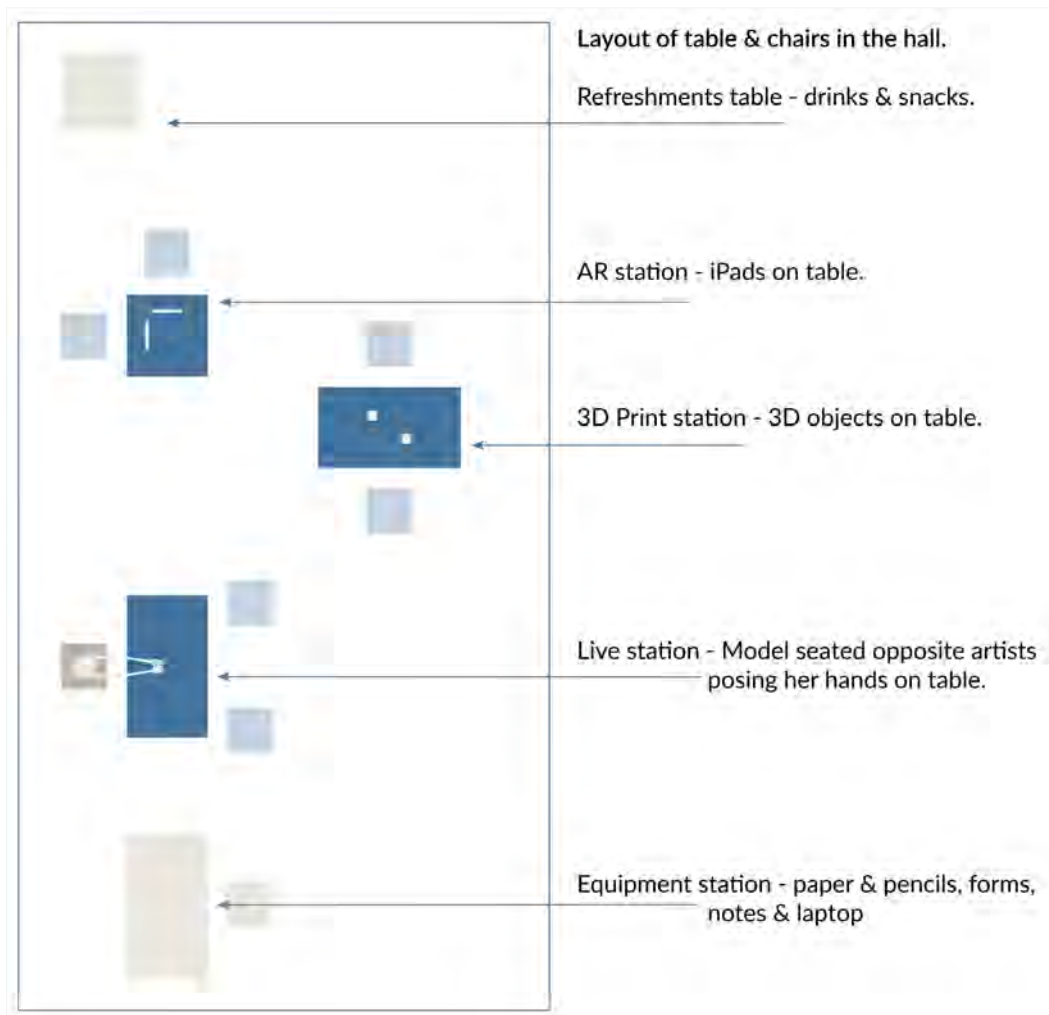 Layout of table & chairs in the hall.
Refreshments table - drinks & snacks.
AR station - iPads on table.
3D Print station - 3D objects on table.
Live station - Model seated opposite artists
posing her hands on table.
Equipment station - paper & pencils, forms,
notes & laptop